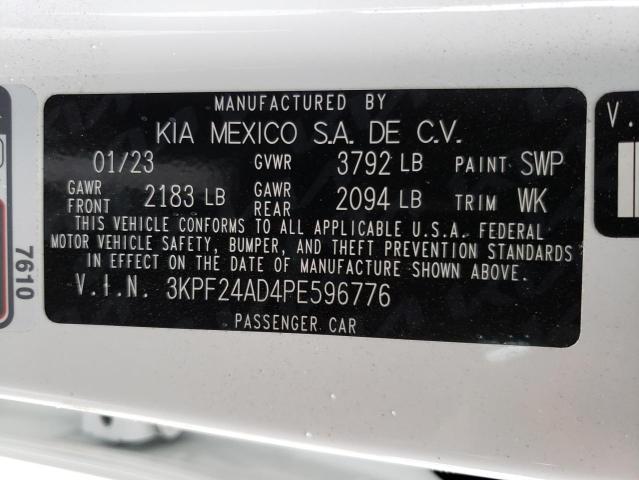 MANUFACTURED BY
KIA MEXICO S.A. DE C.V.
01/23 GVWR 3792 LB PAINT SWP
GAWR FRONT 2183 LB GAWR REAR 2094 LB TRIM WK
THIS VEHICLE CONFORMS TO ALL APPLICABLE U.S.A. FEDERAL
MOTOR VEHICLE SAFETY, BUMPER, AND THEFT PREVENTION STANDARDS
IN EFFECT ON THE DATE OF MANUFACTURE SHOWN ABOVE.
V.I.N. 3KPF24AD4PE596776
PASSENGER CAR
7610
V.